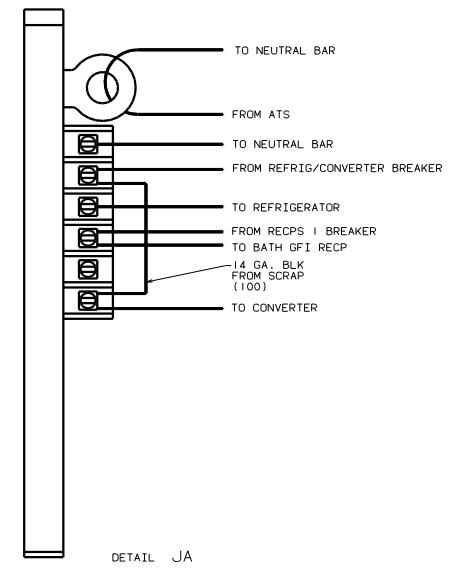 TO NEUTRAL BAR
FROM ATS
TO NEUTRAL BAR
FROM REFRIG/CONVERTER BREAKER
TO REFRIGERATOR
FROM RECPS 1 BREAKER
TO BATH GFI RECP
14 GA. BLK
FROM SCRAP
(100)
TO CONVERTER
DETAIL JA